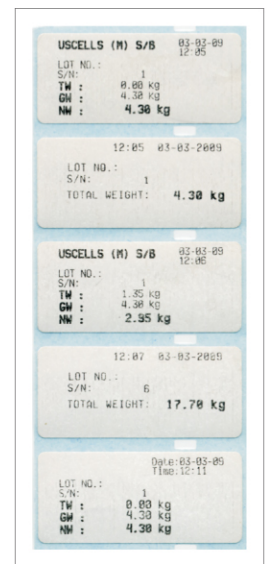 USCELLS (M) S/B 03-03-09
12:05
LOT NO.:
S/N: 1
TW : 0.00 kg
GW : 4.30 kg
NW : 4.30 kg
12:05 03-03-2009
LOT NO.:
S/N: 1
TOTAL WEIGHT: 4.30 kg
USCELLS (M) S/B 03-03-09
12:06
LOT NO.:
S/N: 1
TW : 1.35 kg
GW : 4.30 kg
NW : 2.95 kg
12:07 03-03-2009
LOT NO.:
S/N: 6
TOTAL WEIGHT: 17.70 kg
Date:03-03-09
Time:12:11
LOT NO.:
S/N: 1
TW : 0.00 kg
GW : 4.30 kg
NW : 4.30 kg